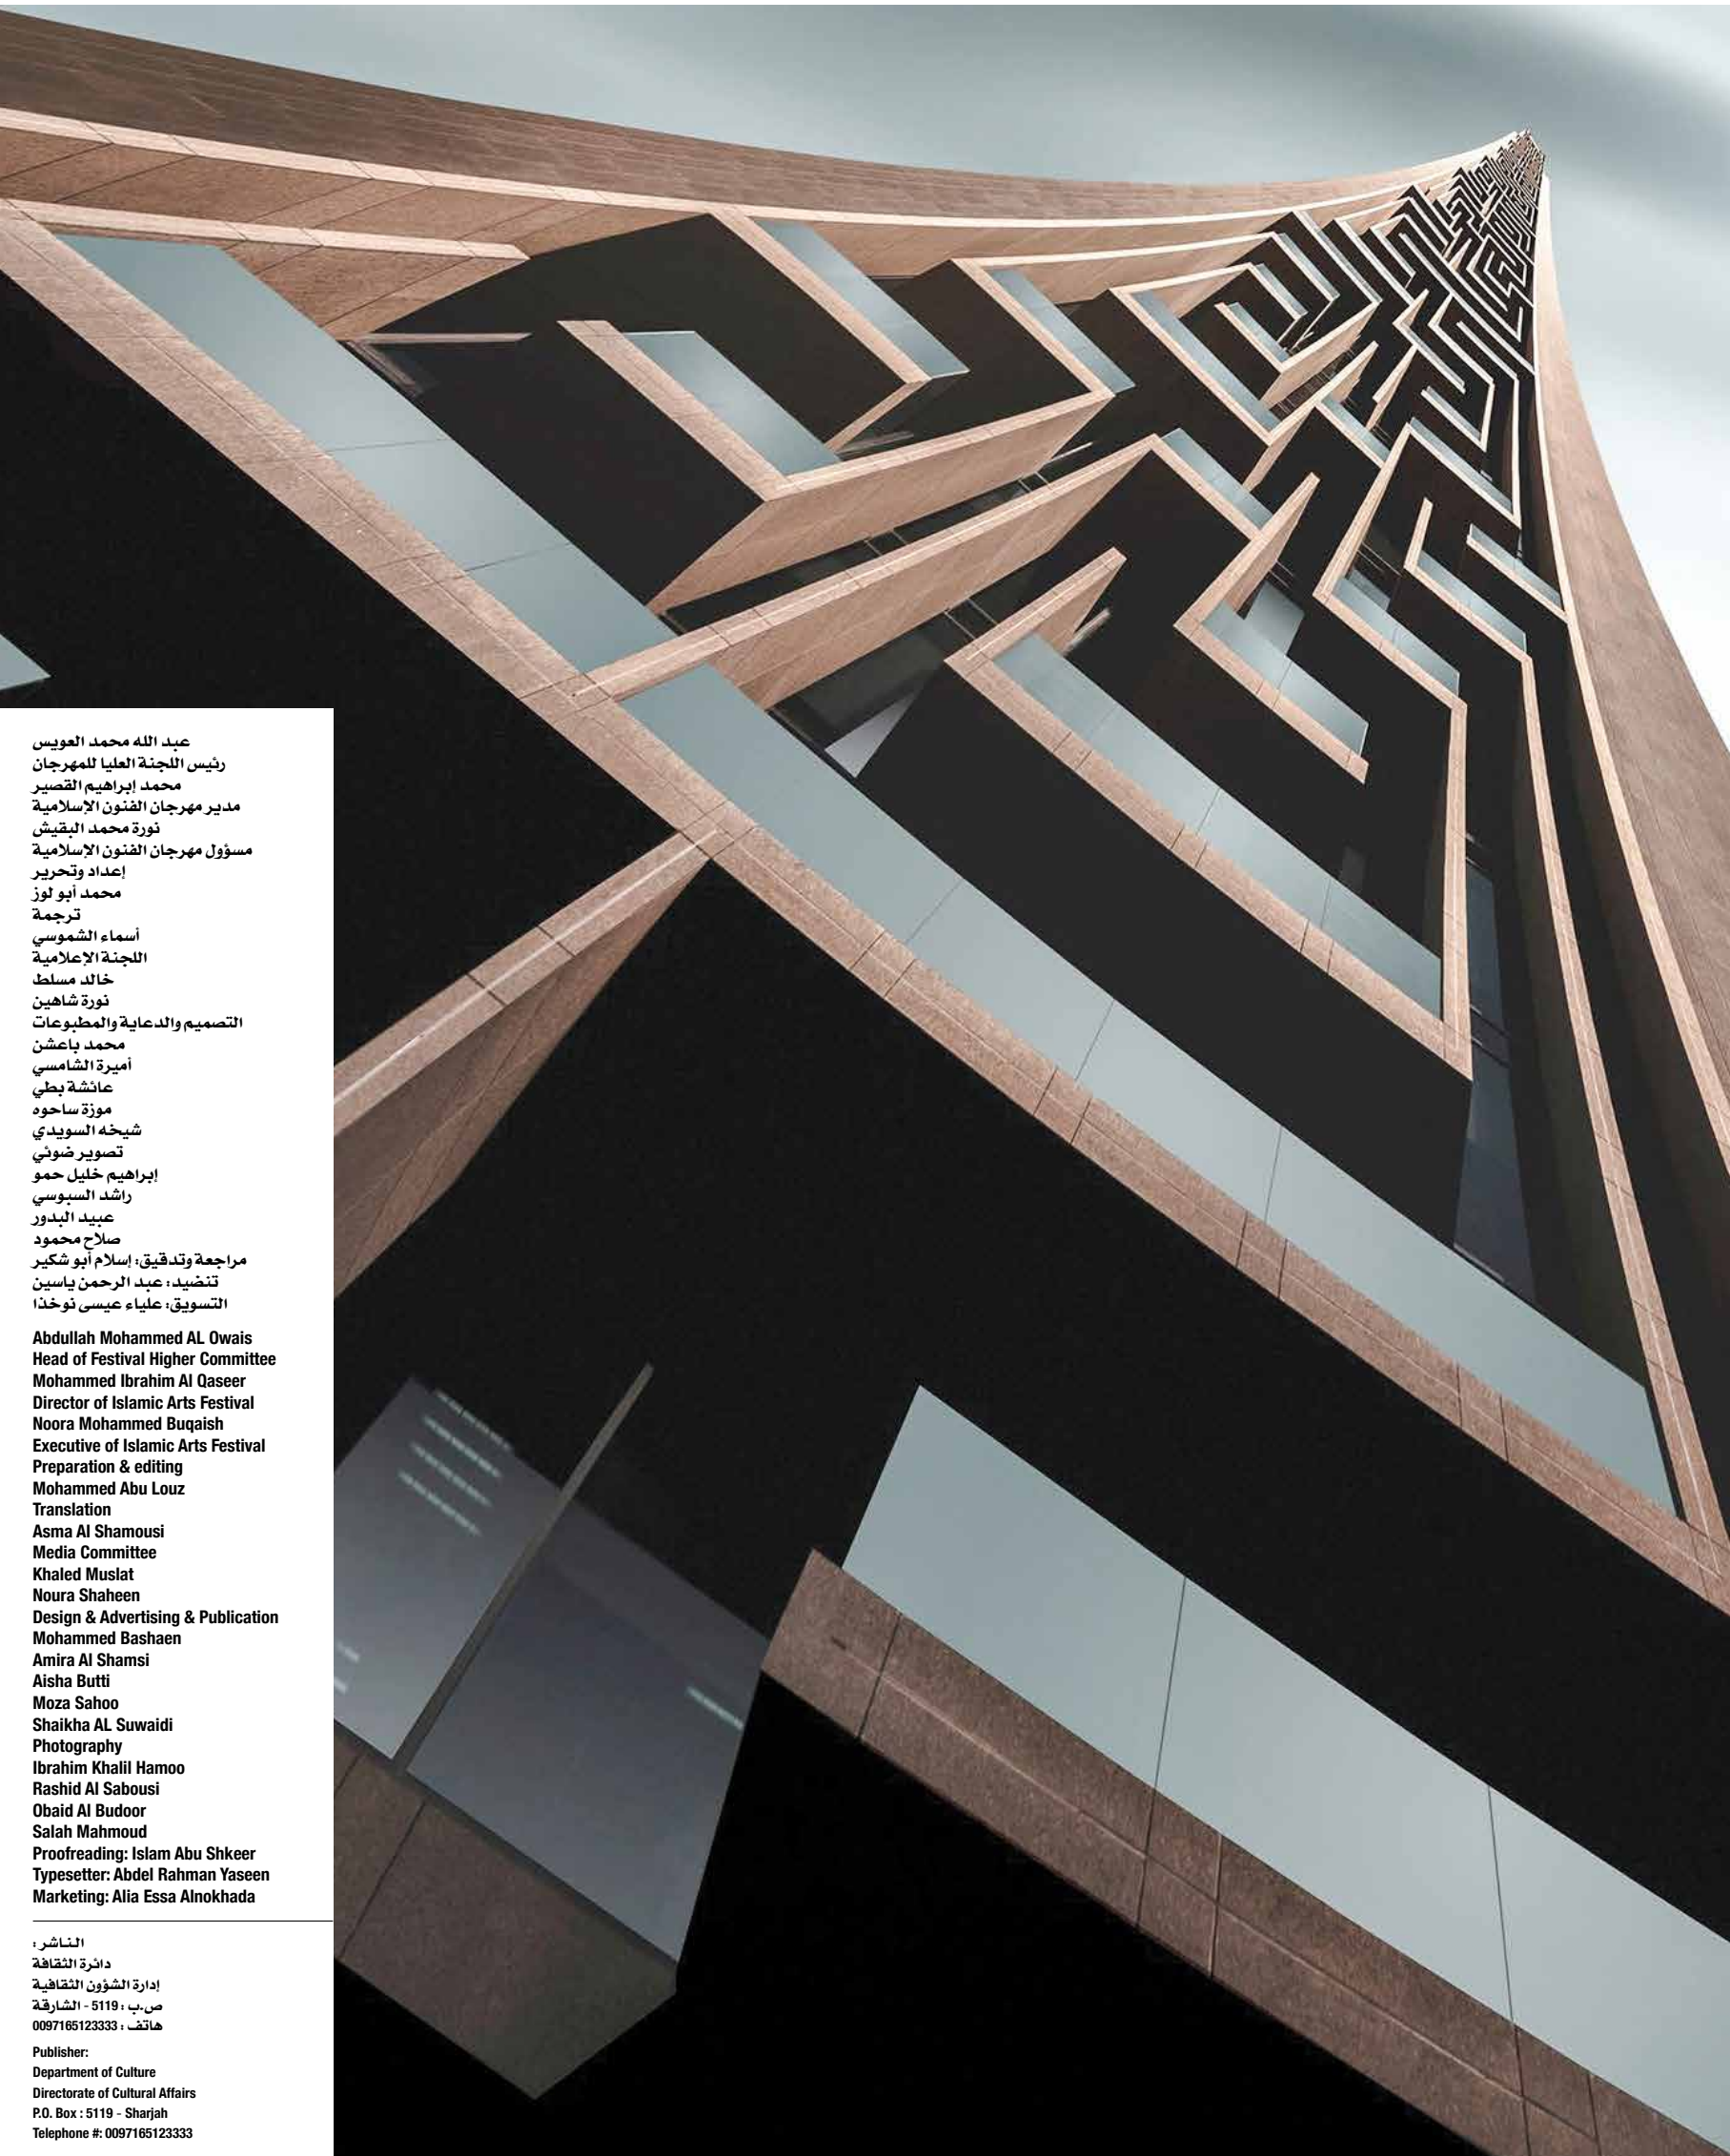 عبد الله محمد العويس
رئيس اللجنة العليا للمهرجان
محمد إبراهيم القصير
مدير مهرجان الفنون الإسلامية
نورة محمد البقيش
مسؤول مهرجان الفنون الإسلامية
إعداد وتحرير
محمد أبو لوز
ترجمة
أسماء الشموسي
اللجنة الإعلامية
خالد مسلط
نورة شاهين
التصميم والدعاية والمطبوعات
محمد باعشن
أميرة الشامسي
عائشة بطي
موزة ساحوه
شيخه السويدي
تصوير ضوئي
إبراهيم خليل حمو
راشد السبوسي
عبيد البدور
صلاح محمود
مراجعة وتدقيق: إسلام أبو شكير
تنضيد: عبد الرحمن ياسين
التسويق: علياء عيسى نوخذا
Abdullah Mohammed AL Owais
Head of Festival Higher Committee
Mohammed Ibrahim Al Qaseer
Director of Islamic Arts Festival
Noora Mohammed Buqaish
Executive of Islamic Arts Festival
Preparation & editing
Mohammed Abu Louz
Translation
Asma Al Shamousi
Media Committee
Khaled Muslat
Noura Shaheen
Design & Advertising & Publication
Mohammed Bashaen
Amira Al Shamsi
Aisha Butti
Moza Sahoo
Shaikha AL Suwaidi
Photography
Ibrahim Khalil Hamoo
Rashid Al Sabousi
Obaid Al Budoor
Salah Mahmoud
Proofreading: Islam Abu Shkeer
Typesetter: Abdel Rahman Yaseen
Marketing: Alia Essa Alnokhada
الناشر:
دائرة الثقافة
إدارة الشؤون الثقافية
ص.ب : 5119 - الشارقة
هاتف : 0097165123333
Publisher:
Department of Culture
Directorate of Cultural Affairs
P.O. Box : 5119 - Sharjah
Telephone #: 0097165123333